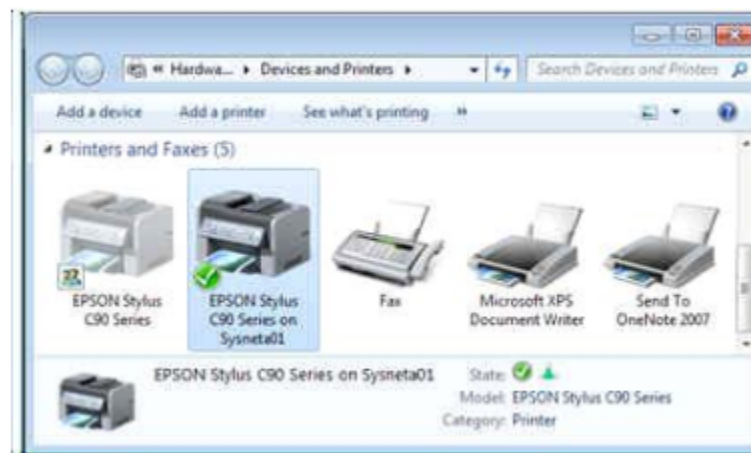 Hardwa... Devices and Printers
Search Devices and Printers
Add a device Add a printer See what's printing »
Printers and Faxes (5)
EPSON Stylus
C90 Series
EPSON Stylus
C90 Series on
Sysneta01
Fax
Microsoft XPS
Document Writer
Send To
OneNote 2007
EPSON Stylus C90 Series on Sysneta01
State:
Model: EPSON Stylus C90 Series
Category: Printer